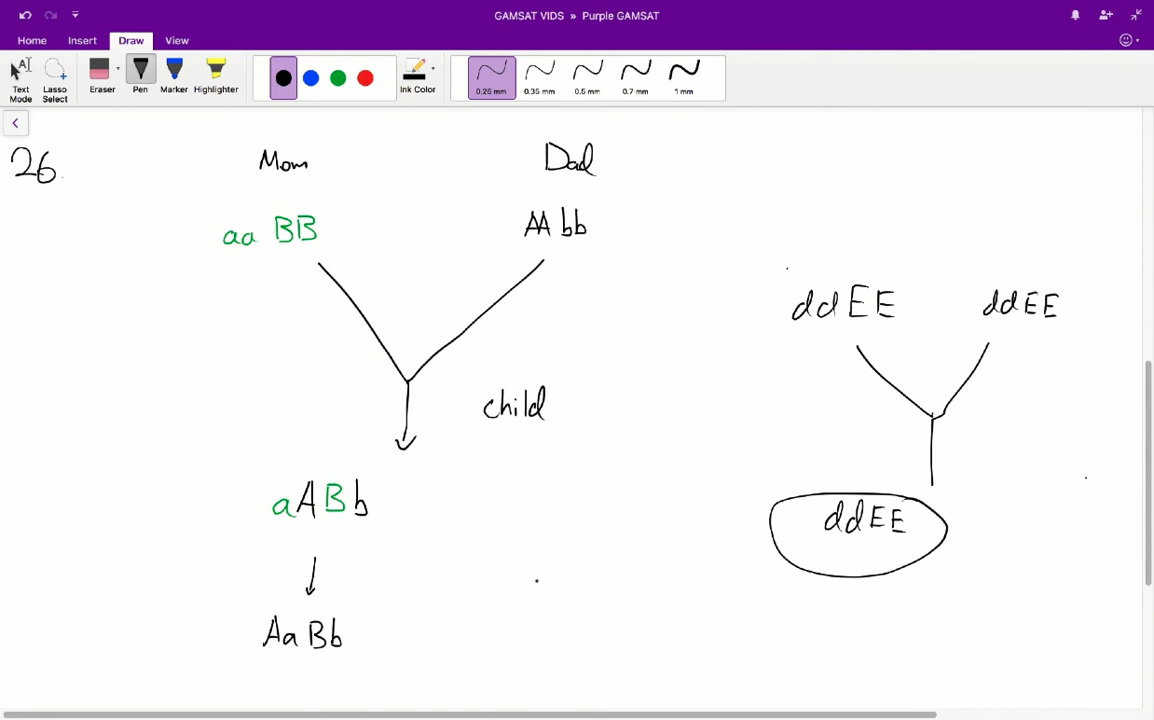 GAMSAT VIDS » Purple GAMSAT
Home Insert Draw View
Text Mode
Lasso Select
Eraser
Pen
Marker
Highlighter
Ink Color
0.25 mm
0.35 mm
0.5 mm
0.7 mm
1 mm
26.
Mom Dad
aa BB AA bb
ddEE ddEE
child
aABb
ddEE
Aa Bb